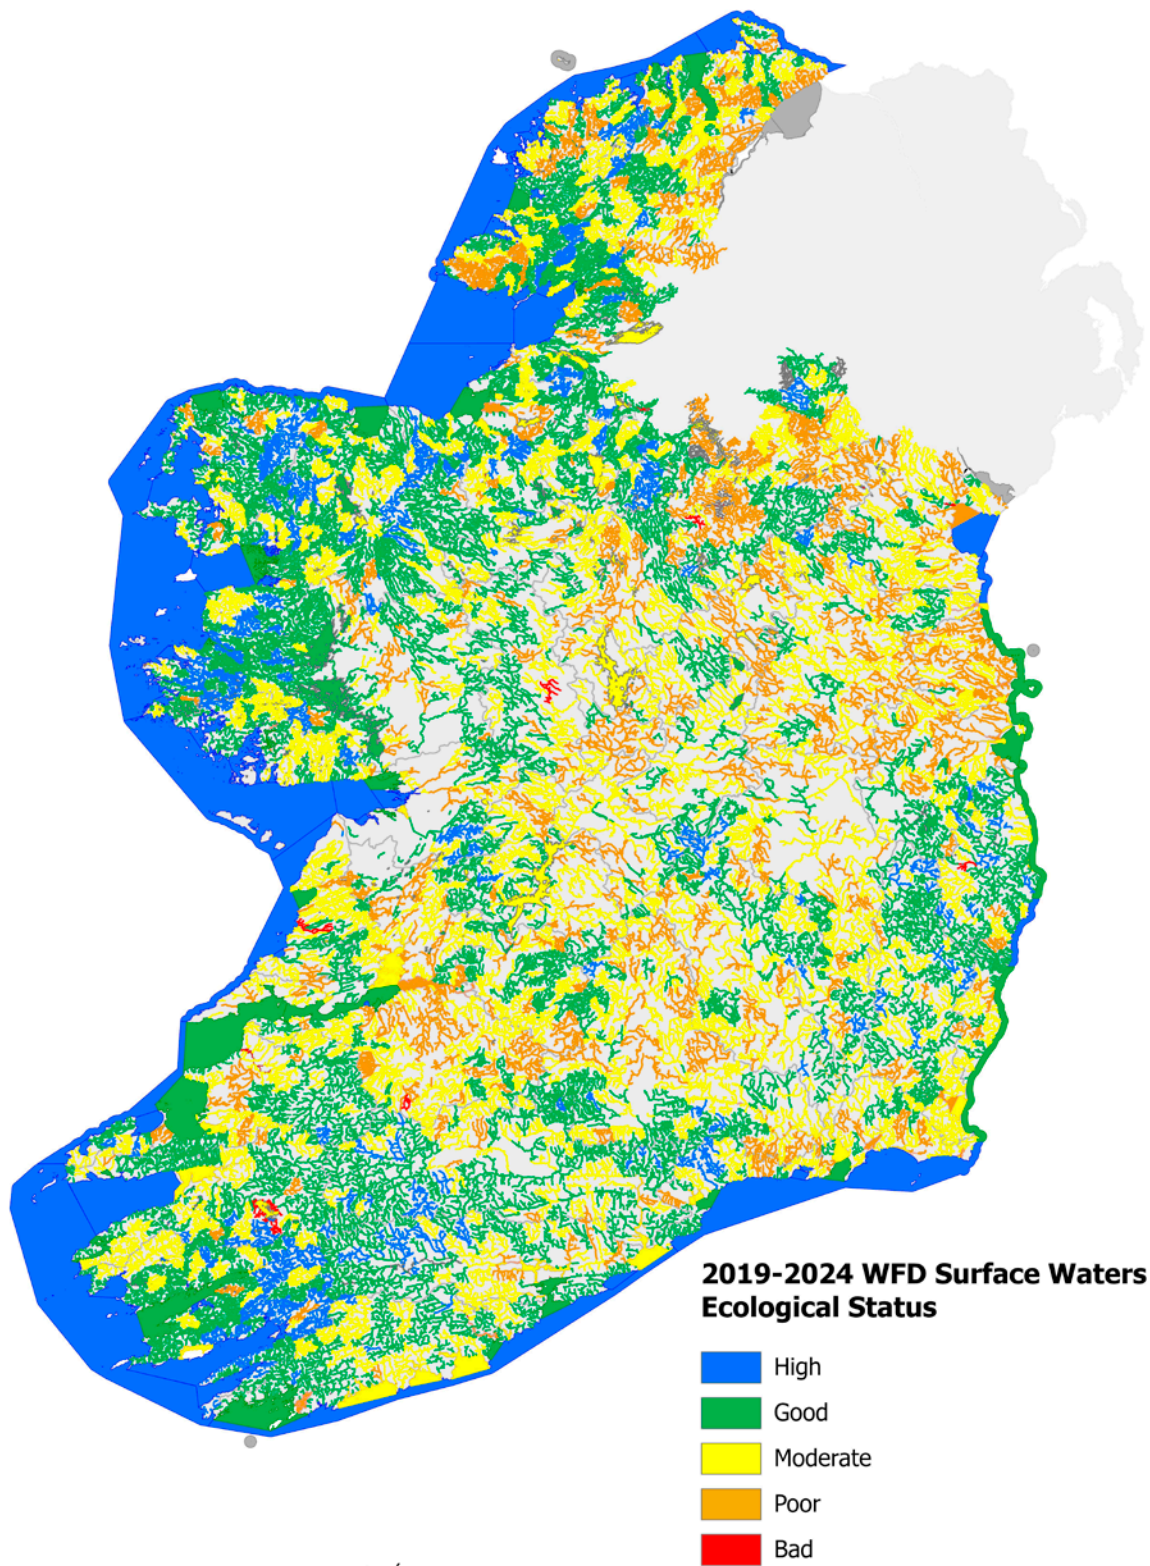 2019-2024 WFD Surface Waters
Ecological Status
High
Good
Moderate
Poor
Bad